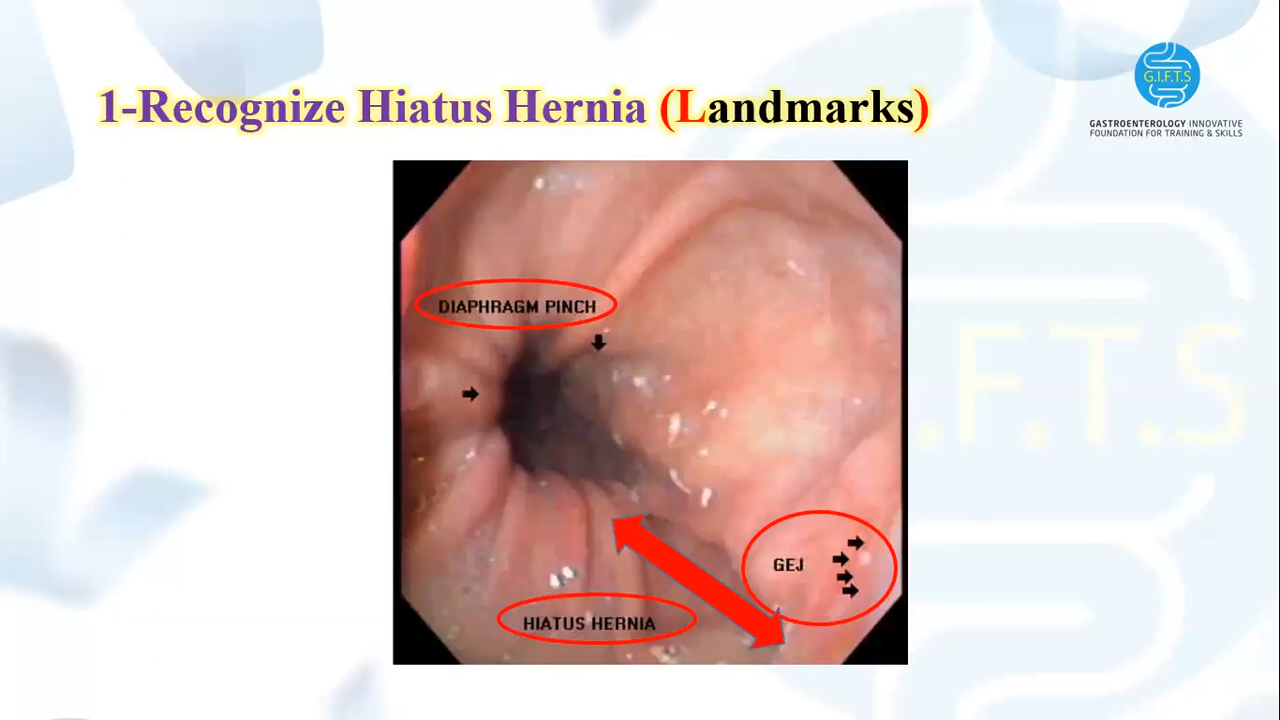 1-Recognize Hiatus Hernia (Landmarks)
G.I.F.T.S
GASTROENTEROLOGY INNOVATIVE
FOUNDATION FOR TRAINING & SKILLS
DIAPHRAGM PINCH
GEJ
HIATUS HERNIA
.F.T.S